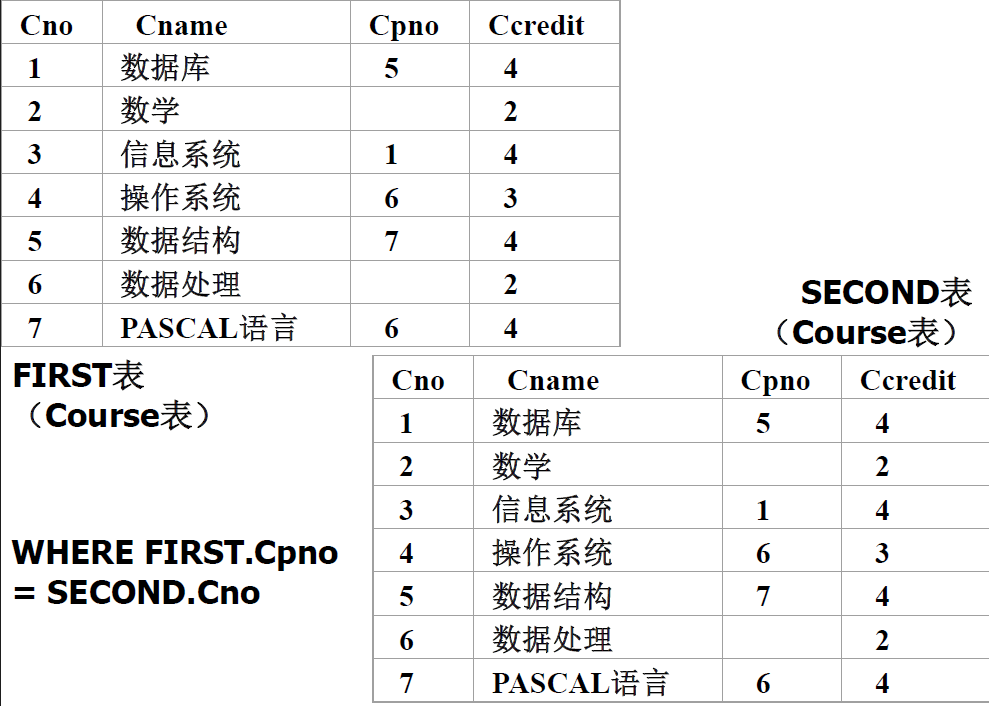 Cno Cname Cpno Ccredit
1 数据库 5 4
2 数学 2
3 信息系统 1 4
4 操作系统 6 3
5 数据结构 7 4
6 数据处理 2
7 PASCAL语言 6 4
SECOND表
（Course表）
FIRST表
（Course表）
Cno Cname Cpno Ccredit
1 数据库 5 4
2 数学 2
3 信息系统 1 4
4 操作系统 6 3
5 数据结构 7 4
6 数据处理 2
7 PASCAL语言 6 4
WHERE FIRST.Cpno
= SECOND.Cno